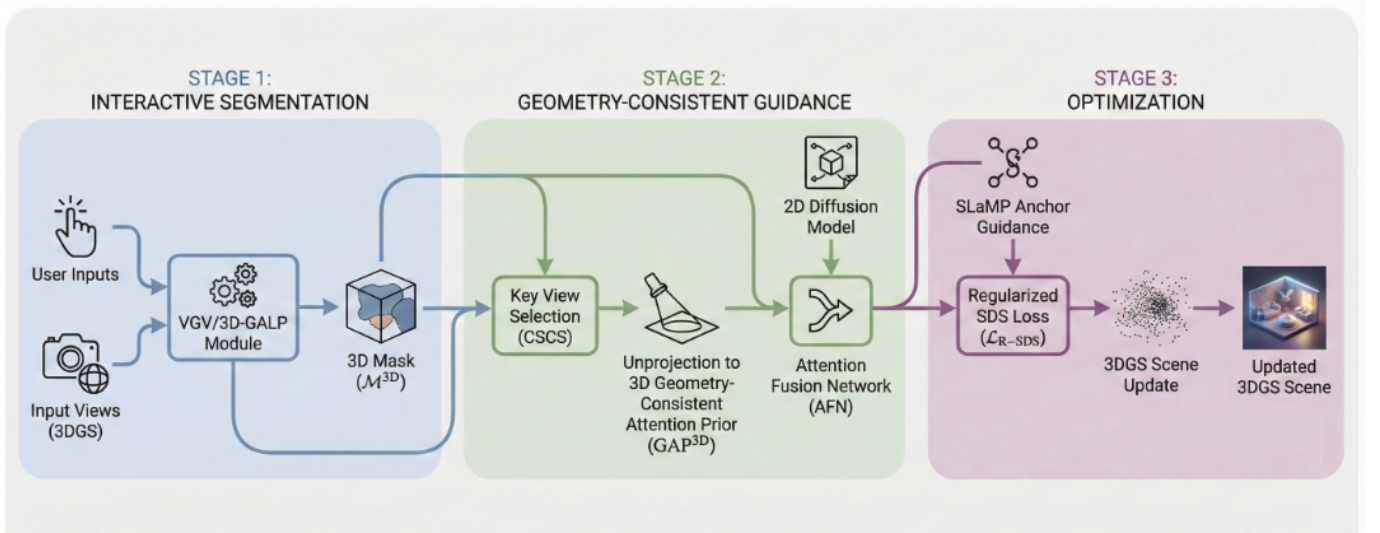 STAGE 1:
INTERACTIVE SEGMENTATION
User Inputs
Input Views
(3DGS)
VGV/3D-GALP
Module
3D Mask
(𝓜³ᴰ)
STAGE 2:
GEOMETRY-CONSISTENT GUIDANCE
Key View
Selection
(CSCS)
Unprojection to
3D Geometry-
Consistent
Attention Prior
(GAP³ᴰ)
2D Diffusion
Model
Attention
Fusion Network
(AFN)
STAGE 3:
OPTIMIZATION
SLaMP Anchor
Guidance
Regularized
SDS Loss
(𝓛R−SDS)
3DGS Scene
Update
Updated
3DGS Scene